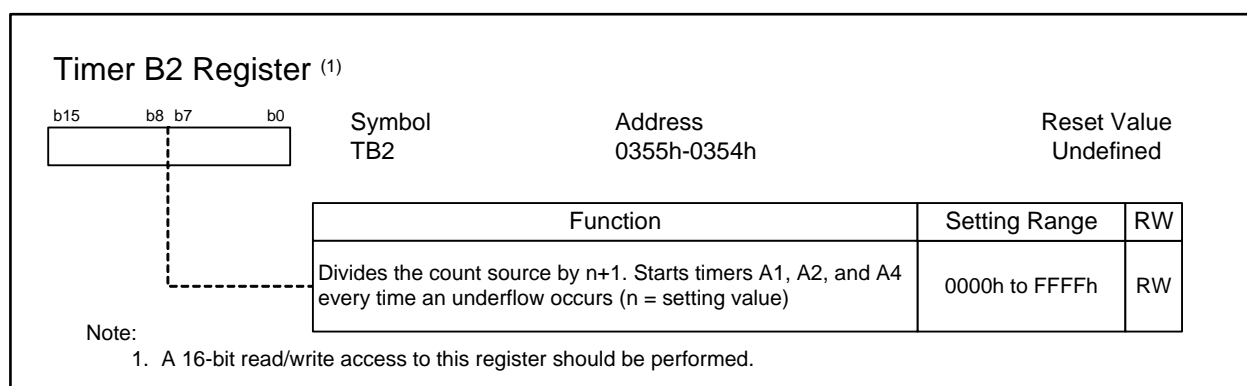 Timer B2 Register (1)
b15 b8 b7 b0
Symbol Address Reset Value
TB2 0355h-0354h Undefined
Function Setting Range RW
Divides the count source by n+1. Starts timers A1, A2, and A4
every time an underflow occurs (n = setting value)
0000h to FFFFh RW
Note:
1. A 16-bit read/write access to this register should be performed.